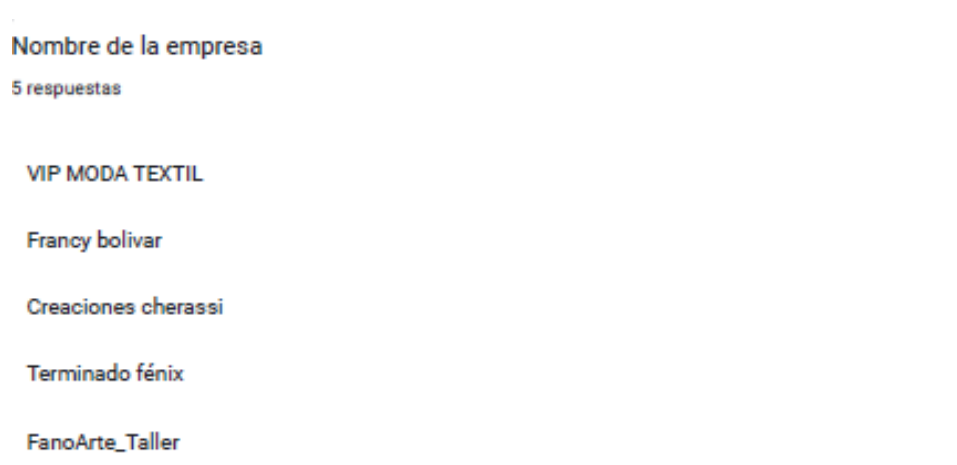 Nombre de la empresa
5 respuestas
VIP MODA TEXTIL
Francy bolivar
Creaciones cherassi
Terminado fénix
FanoArte_Taller